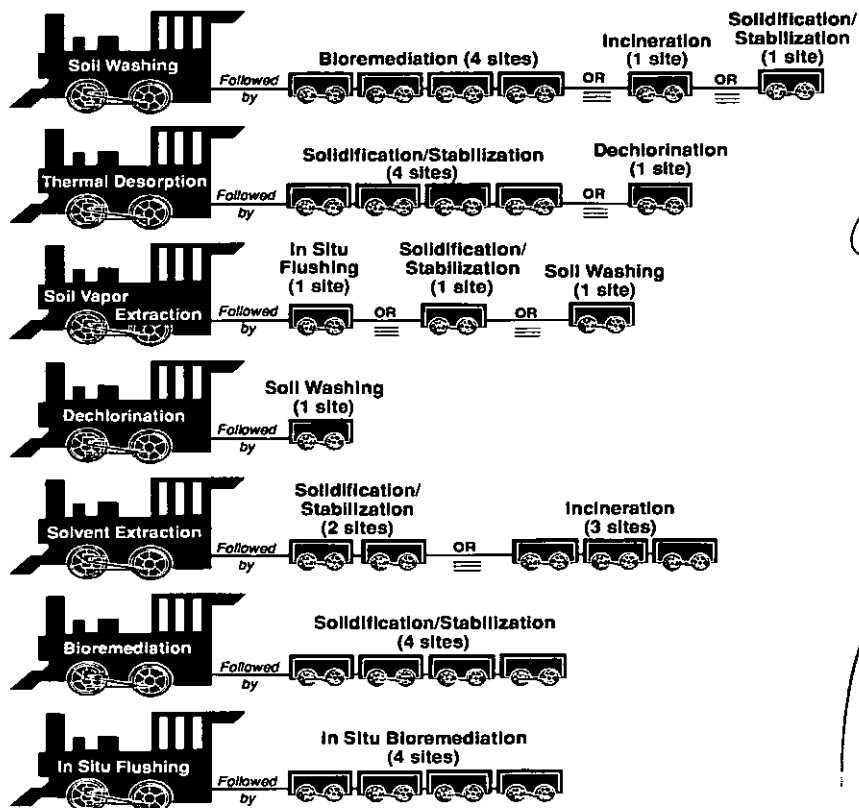 Soil Washing
Followed
by
Bioremediation (4 sites)
OR
Incineration
(1 site)
OR
Solidification/
Stabilization
(1 site)
Thermal Desorption
Followed
by
Solidification/Stabilization
(4 sites)
OR
Dechlorination
(1 site)
Soil Vapor
Extraction
Followed
by
In Situ
Flushing
(1 site)
OR
Solidification/
Stabilization
(1 site)
OR
Soil Washing
(1 site)
Dechlorination
Followed
by
Soil Washing
(1 site)
Solvent Extraction
Followed
by
Solidification/
Stabilization
(2 sites)
OR
Incineration
(3 sites)
Bioremediation
Followed
by
Solidification/Stabilization
(4 sites)
In Situ Flushing
Followed
by
In Situ Bioremediation
(4 sites)